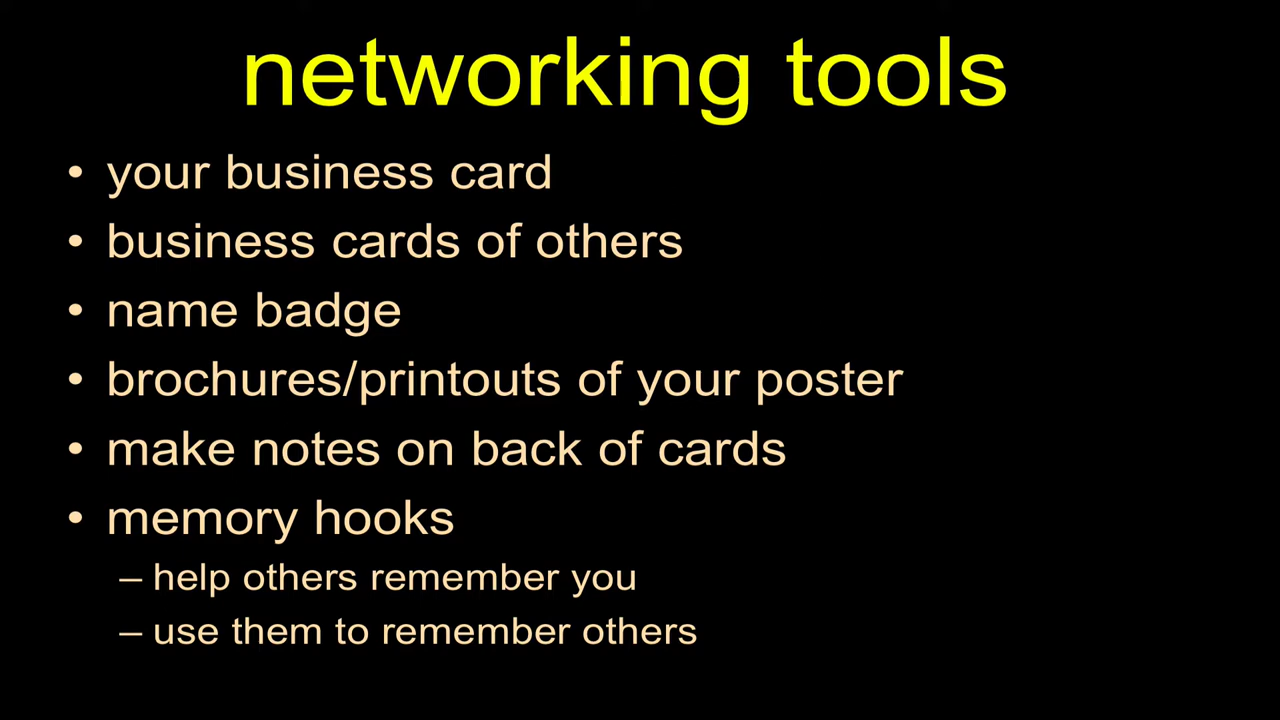 networking tools
• your business card
• business cards of others
• name badge
• brochures/printouts of your poster
• make notes on back of cards
• memory hooks
– help others remember you
– use them to remember others